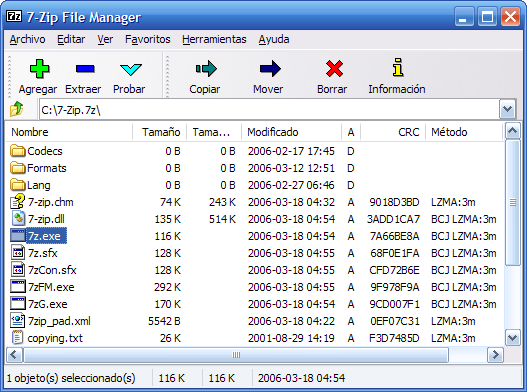 7z 7-Zip File Manager
Archivo Editar Ver Favoritos Herramientas Ayuda
Agregar Extraer Probar Copiar Mover Borrar Información
C:\7-Zip.7z\
Nombre Tamaño Tama... Modificado A CRC Método
Codecs 0 B 0 B 2006-02-17 17:45 D
Formats 0 B 0 B 2006-03-12 12:51 D
Lang 0 B 0 B 2006-02-27 06:46 D
7-zip.chm 74 K 243 K 2006-03-18 04:32 A 9018D3BD LZMA:3m
7-zip.dll 135 K 514 K 2006-03-18 04:54 A 3ADD1CA7 BCJ LZMA:3m
7z.exe 116 K 2006-03-18 04:54 A 7A66BE8A BCJ LZMA:3m
7z.sfx 128 K 2006-03-18 04:55 A 68F0E1FA BCJ LZMA:3m
7zCon.sfx 128 K 2006-03-18 04:55 A CFD72B6E BCJ LZMA:3m
7zFM.exe 292 K 2006-03-18 04:55 A 9F978F9A BCJ LZMA:3m
7zG.exe 170 K 2006-03-18 04:54 A 9CD007F1 BCJ LZMA:3m
7zip_pad.xml 5542 B 2006-03-18 04:22 A 0EF07C31 LZMA:3m
copying.txt 26 K 2001-08-29 14:19 A F3D7485D LZMA:3m
1 objeto(s) seleccionado(s) 116 K 116 K 2006-03-18 04:54